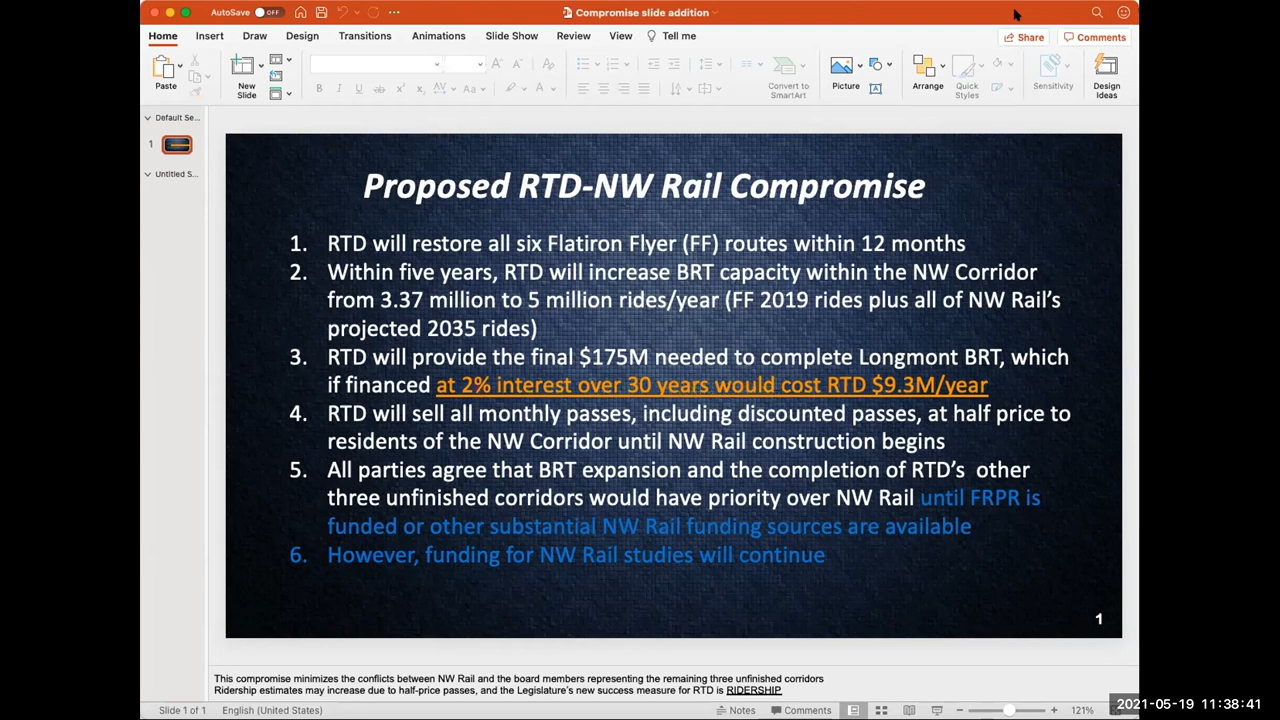 AutoSave OFF
Compromise slide addition
Home Insert Draw Design Transitions Animations Slide Show Review View Tell me
Share Comments
Paste
New Slide
Convert to SmartArt
Picture
Arrange
Quick Styles
Sensitivity
Design Ideas
Default Se...
1
Untitled S...
Proposed RTD-NW Rail Compromise
1. RTD will restore all six Flatiron Flyer (FF) routes within 12 months
2. Within five years, RTD will increase BRT capacity within the NW Corridor
from 3.37 million to 5 million rides/year (FF 2019 rides plus all of NW Rail's
projected 2035 rides)
3. RTD will provide the final $175M needed to complete Longmont BRT, which
if financed at 2% interest over 30 years would cost RTD $9.3M/year
4. RTD will sell all monthly passes, including discounted passes, at half price to
residents of the NW Corridor until NW Rail construction begins
5. All parties agree that BRT expansion and the completion of RTD's other
three unfinished corridors would have priority over NW Rail until FRPR is
funded or other substantial NW Rail funding sources are available
6. However, funding for NW Rail studies will continue
1
This compromise minimizes the conflicts between NW Rail and the board members representing the remaining three unfinished corridors
Ridership estimates may increase due to half-price passes, and the Legislature's new success measure for RTD is RIDERSHIP
Slide 1 of 1 English (United States) Notes Comments 121%
2021-05-19 11:38:41